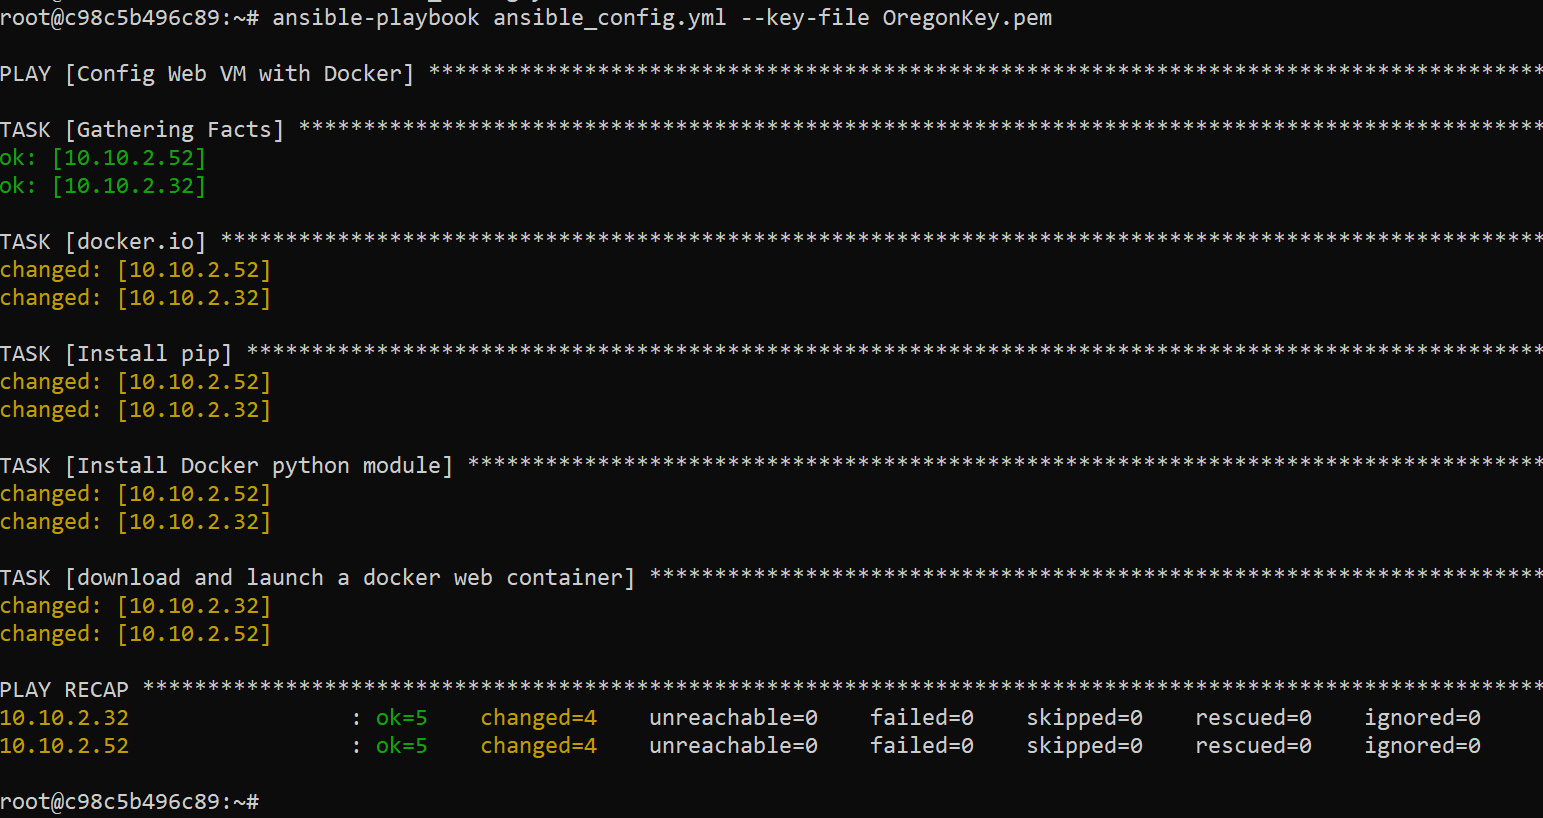 root@c98c5b496c89:~# ansible-playbook ansible_config.yml --key-file OregonKey.pem
PLAY [Config Web VM with Docker] **************************************************************************************
TASK [Gathering Facts] ************************************************************************************************
ok: [10.10.2.52]
ok: [10.10.2.32]
TASK [docker.io] ******************************************************************************************************
changed: [10.10.2.52]
changed: [10.10.2.32]
TASK [Install pip] ****************************************************************************************************
changed: [10.10.2.52]
changed: [10.10.2.32]
TASK [Install Docker python module] ***********************************************************************************
changed: [10.10.2.52]
changed: [10.10.2.32]
TASK [download and launch a docker web container] *********************************************************************
changed: [10.10.2.32]
changed: [10.10.2.52]
PLAY RECAP ************************************************************************************************************
10.10.2.32                 : ok=5    changed=4    unreachable=0    failed=0    skipped=0    rescued=0    ignored=0
10.10.2.52                 : ok=5    changed=4    unreachable=0    failed=0    skipped=0    rescued=0    ignored=0
root@c98c5b496c89:~#